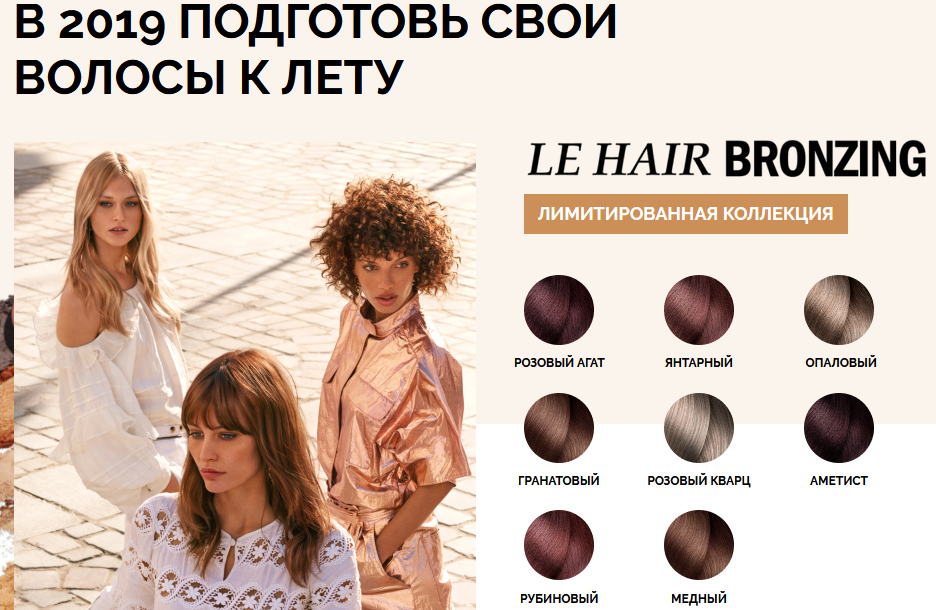 В 2019 ПОДГОТОВЬ СВОИ
ВОЛОСЫ К ЛЕТУ
LE HAIR BRONZING
ЛИМИТИРОВАННАЯ КОЛЛЕКЦИЯ
РОЗОВЫЙ АГАТ
ЯНТАРНЫЙ
ОПАЛОВЫЙ
ГРАНАТОВЫЙ
РОЗОВЫЙ КВАРЦ
АМЕТИСТ
РУБИНОВЫЙ
МЕДНЫЙ